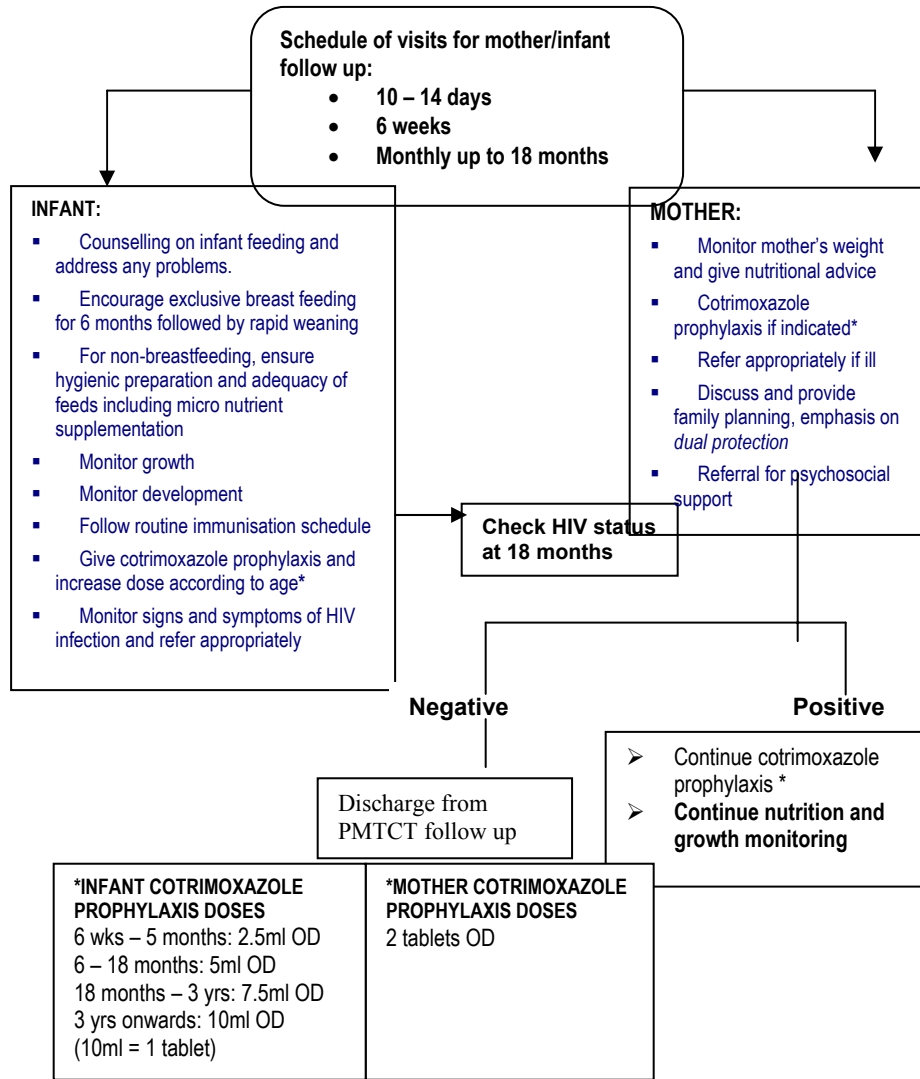 Schedule of visits for mother/infant
follow up:
• 10 – 14 days
• 6 weeks
• Monthly up to 18 months
INFANT:
▪ Counselling on infant feeding and
address any problems.
▪ Encourage exclusive breast feeding
for 6 months followed by rapid weaning
▪ For non-breastfeeding, ensure
hygienic preparation and adequacy of
feeds including micro nutrient
supplementation
▪ Monitor growth
▪ Monitor development
▪ Follow routine immunisation schedule
▪ Give cotrimoxazole prophylaxis and
increase dose according to age*
▪ Monitor signs and symptoms of HIV
infection and refer appropriately
MOTHER:
▪ Monitor mother's weight
and give nutritional advice
▪ Cotrimoxazole
prophylaxis if indicated*
▪ Refer appropriately if ill
▪ Discuss and provide
family planning, emphasis on
dual protection
▪ Referral for psychosocial
support
Check HIV status
at 18 months
Negative
Positive
Discharge from
PMTCT follow up
➢ Continue cotrimoxazole
prophylaxis *
➢ Continue nutrition and
growth monitoring
*INFANT COTRIMOXAZOLE
PROPHYLAXIS DOSES
6 wks – 5 months: 2.5ml OD
6 – 18 months: 5ml OD
18 months – 3 yrs: 7.5ml OD
3 yrs onwards: 10ml OD
(10ml = 1 tablet)
*MOTHER COTRIMOXAZOLE
PROPHYLAXIS DOSES
2 tablets OD